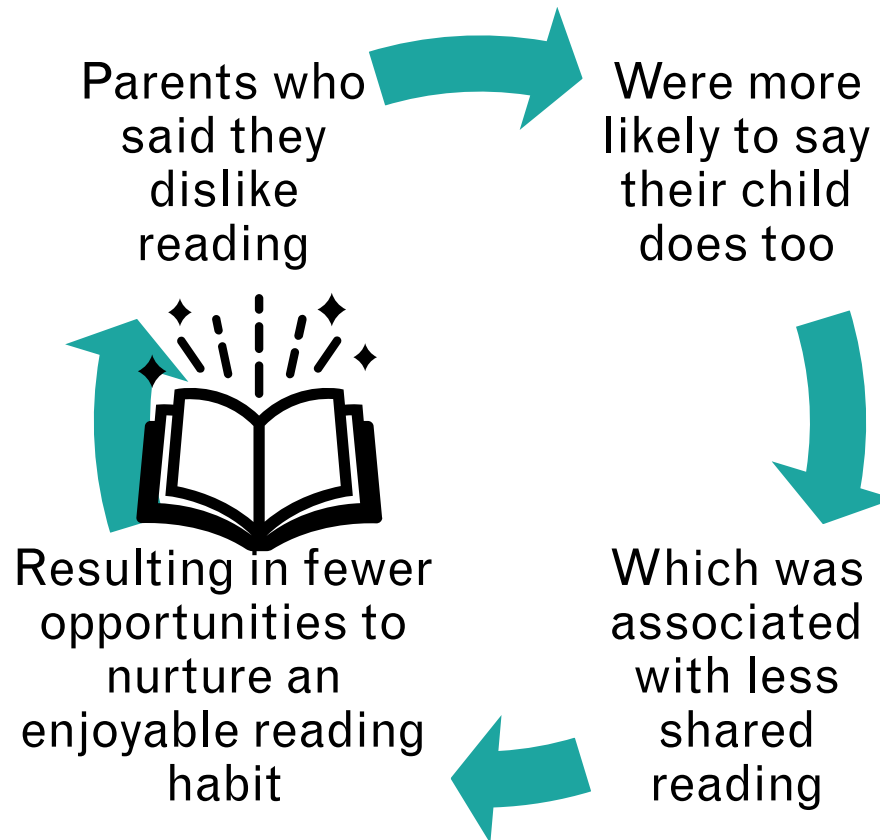 Parents who
said they
dislike
reading
Were more
likely to say
their child
does too
Which was
associated
with less
shared
reading
Resulting in fewer
opportunities to
nurture an
enjoyable reading
habit